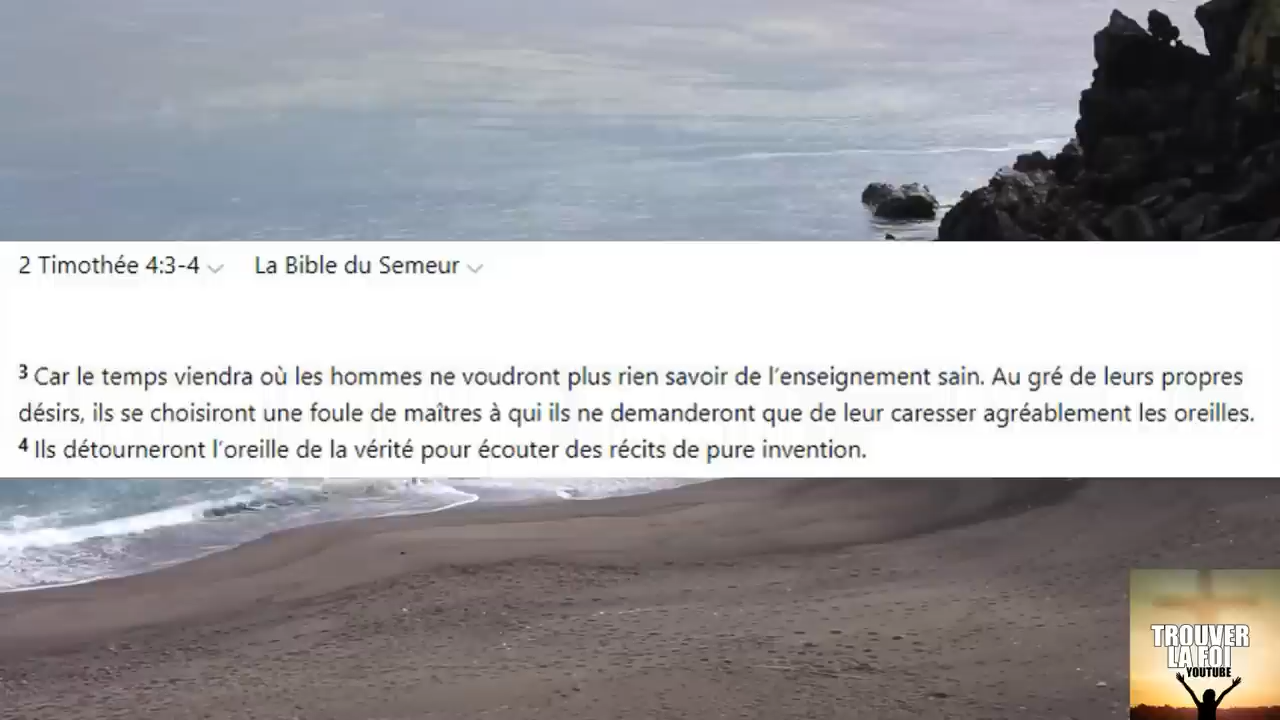 2 Timothée 4:3-4 La Bible du Semeur
3 Car le temps viendra où les hommes ne voudront plus rien savoir de l'enseignement sain. Au gré de leurs propres
désirs, ils se choisiront une foule de maîtres à qui ils ne demanderont que de leur caresser agréablement les oreilles.
4 Ils détourneront l'oreille de la vérité pour écouter des récits de pure invention.
TROUVER
LA FOI
YOUTUBE